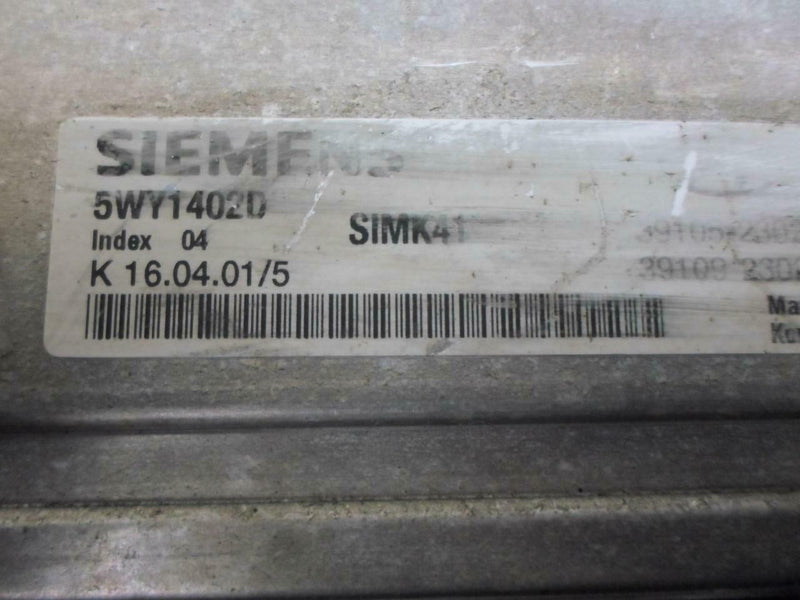 SIEMENS
5WY1402D
Index 04
SIMK41
K 16.04.01/5